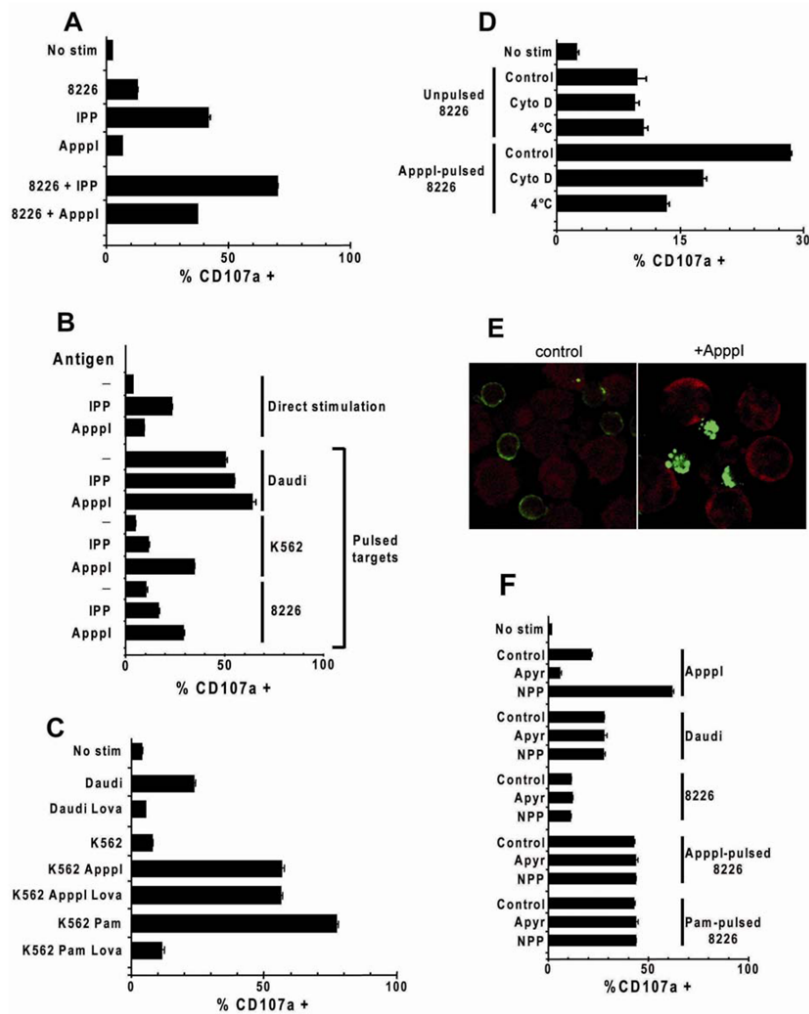 A
No stim
8226
IPP
ApppI
8226 + IPP
8226 + ApppI
0
50
100
% CD107a +
B
Antigen
–
IPP
ApppI
Direct stimulation
–
IPP
ApppI
Daudi
–
IPP
ApppI
K562
–
IPP
ApppI
8226
Pulsed
targets
0
50
100
% CD107a +
C
No stim
Daudi
Daudi Lova
K562
K562 ApppI
K562 ApppI Lova
K562 Pam
K562 Pam Lova
0
50
100
% CD107a +
D
No stim
Unpulsed
8226
Control
Cyto D
4°C
ApppI-pulsed
8226
Control
Cyto D
4°C
0
15
30
% CD107a +
E
control
+ApppI
F
No stim
Control
Apyr
NPP
ApppI
Control
Apyr
NPP
Daudi
Control
Apyr
NPP
8226
Control
Apyr
NPP
ApppI-pulsed
8226
Control
Apyr
NPP
Pam-pulsed
8226
0
50
100
%CD107a +